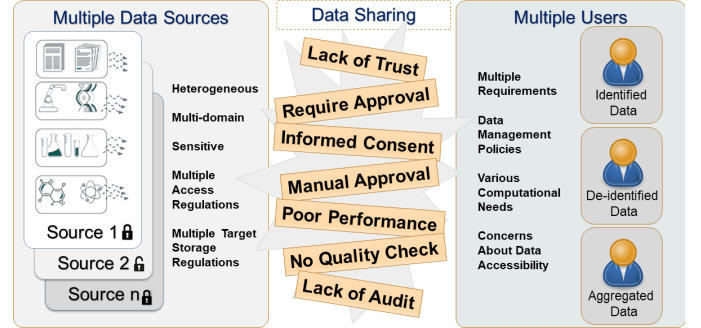 Multiple Data Sources
Source 1
Source 2
Source n
Heterogeneous
Multi-domain
Sensitive
Multiple
Access
Regulations
Multiple Target
Storage
Regulations
Data Sharing
Lack of Trust
Require Approval
Informed Consent
Manual Approval
Poor Performance
No Quality Check
Lack of Audit
Multiple Users
Multiple
Requirements
Data
Management
Policies
Various
Computational
Needs
Concerns
About Data
Accessibility
Identified
Data
De-identified
Data
Aggregated
Data